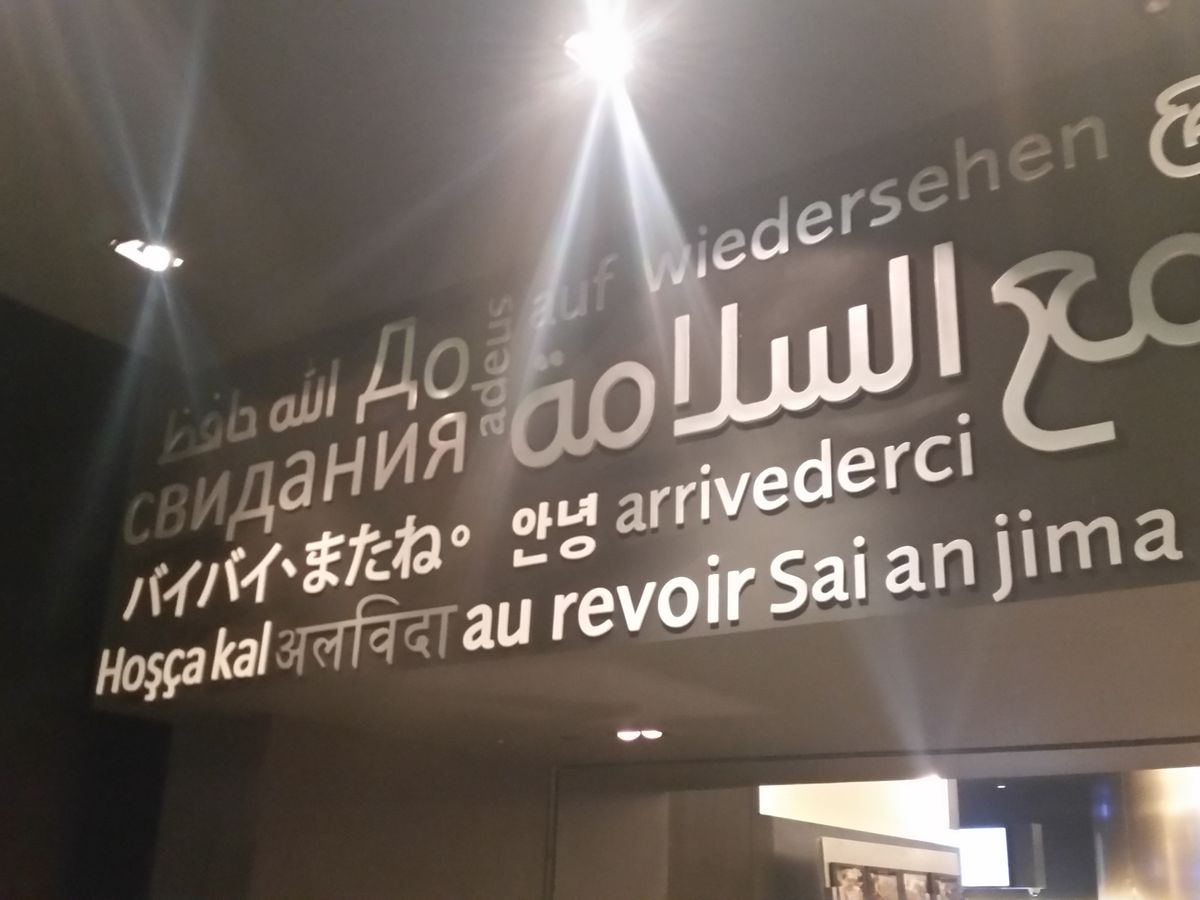 auf wiedersehen
adeus
الله حافظ
До
свидания
مع السلامة
バイバイ、またね。
안녕
arrivederci
Hoşça kal
अलविदा
au revoir
Sai an jima